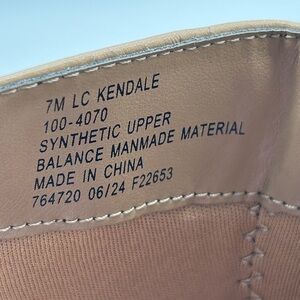 7M LC KENDALE
100-4070
SYNTHETIC UPPER
BALANCE MANMADE MATERIAL
MADE IN CHINA
764720 06/24 F22653